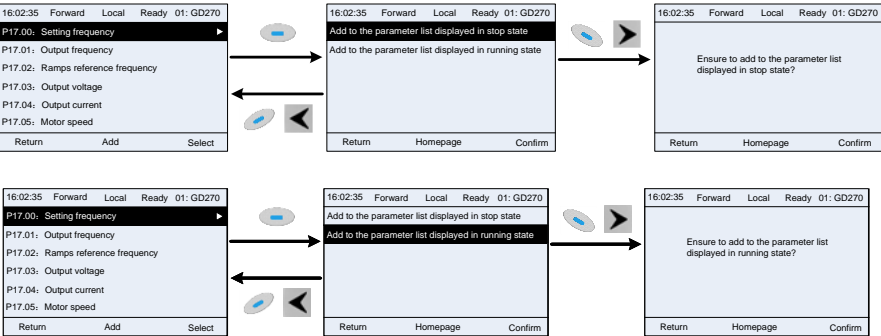 16:02:35 Forward Local Ready 01: GD270
P17.00: Setting frequency
P17.01: Output frequency
P17.02: Ramps reference frequency
P17.03: Output voltage
P17.04: Output current
P17.05: Motor speed
Return Add Select
16:02:35 Forward Local Ready 01: GD270
Add to the parameter list displayed in stop state
Add to the parameter list displayed in running state
Return Homepage Confirm
16:02:35 Forward Local Ready 01: GD270
Ensure to add to the parameter list
displayed in stop state?
Return Homepage Confirm
16:02:35 Forward Local Ready 01: GD270
P17.00: Setting frequency
P17.01: Output frequency
P17.02: Ramps reference frequency
P17.03: Output voltage
P17.04: Output current
P17.05: Motor speed
Return Add Select
16:02:35 Forward Local Ready 01: GD270
Add to the parameter list displayed in stop state
Add to the parameter list displayed in running state
Return Homepage Confirm
16:02:35 Forward Local Ready 01: GD270
Ensure to add to the parameter list
displayed in running state?
Return Homepage Confirm